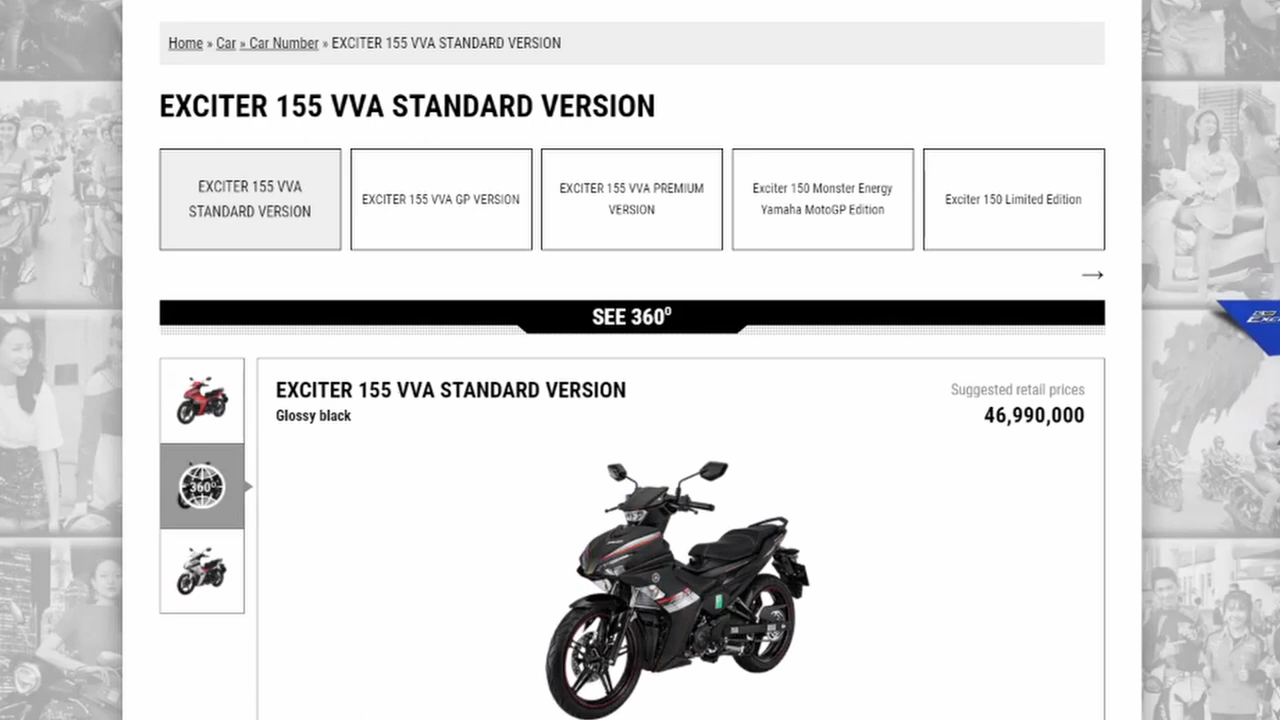 Home » Car » Car Number » EXCITER 155 VVA STANDARD VERSION
EXCITER 155 VVA STANDARD VERSION
EXCITER 155 VVA
STANDARD VERSION
EXCITER 155 VVA GP VERSION
EXCITER 155 VVA PREMIUM
VERSION
Exciter 150 Monster Energy
Yamaha MotoGP Edition
Exciter 150 Limited Edition
→
SEE 360⁰
EXCITER 155 VVA STANDARD VERSION
Glossy black
Suggested retail prices
46,990,000
360⁰